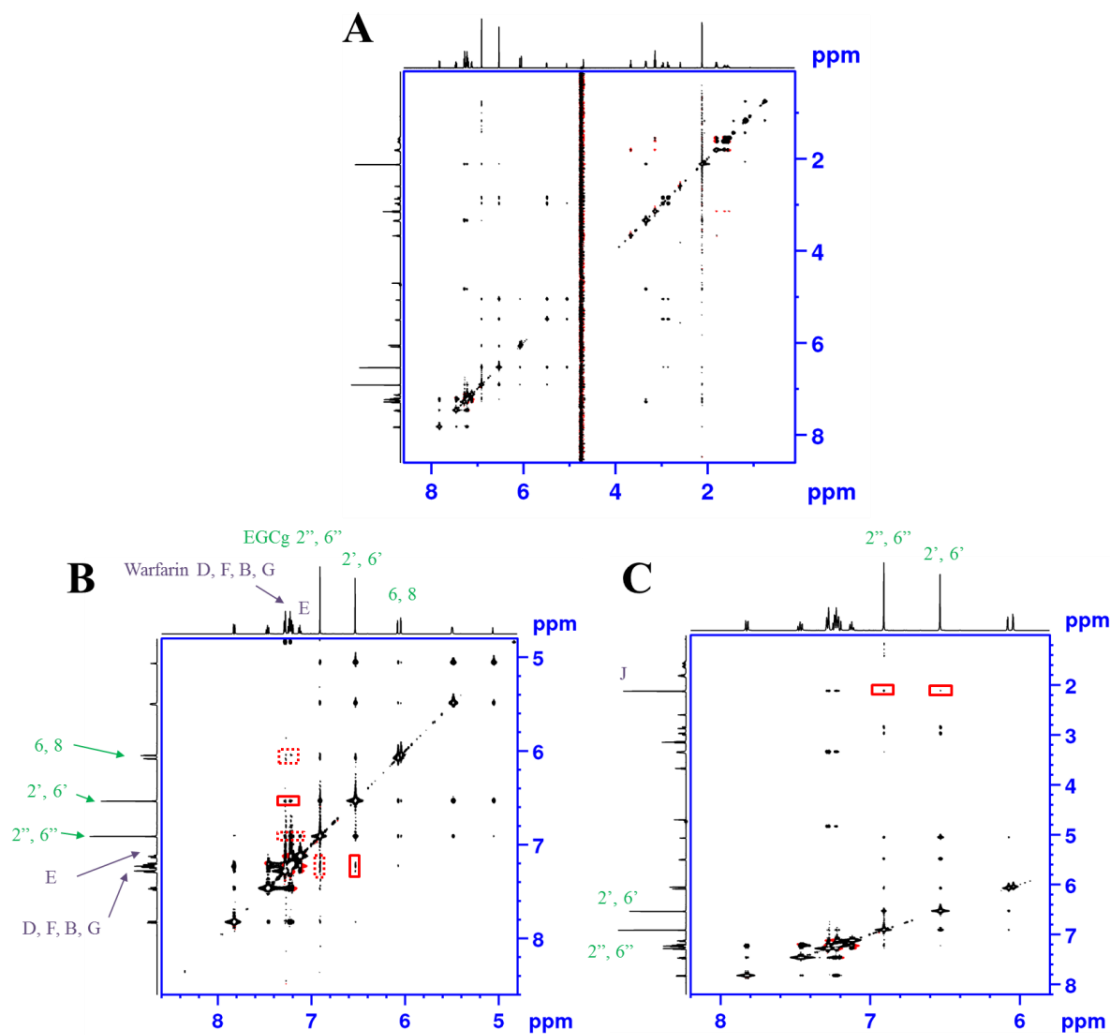 A
ppm
2
4
6
8
8 6 4 2
ppm ppm
EGCg 2”, 6”
2’, 6’
Warfarin D, F, B, G
E
6, 8
B
ppm
5
6
7
8
6, 8
2’, 6’
2”, 6”
E
D, F, B, G
8 7 6 5
2”, 6”
2’, 6’
C
ppm
J
1
2
3
4
5
6
7
8
2’, 6’
2”, 6”
8 7 6